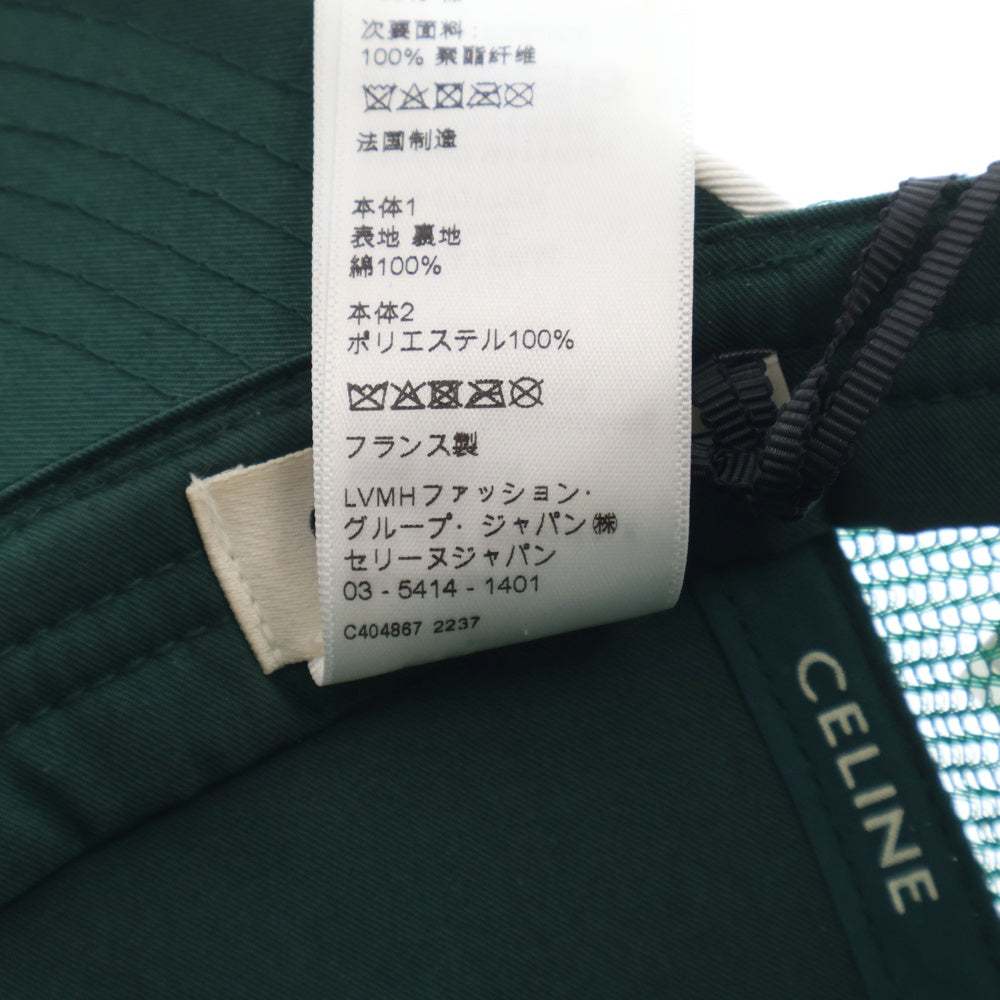 次要面料:
100% 聚酯纤维
法国制造
本体1
表地 裏地
綿100%
本体2
ポリエステル100%
フランス製
LVMHファッション・
グループ・ジャパン㈱
セリーヌジャパン
03 - 5414 - 1401
C404867 2237
CELINE